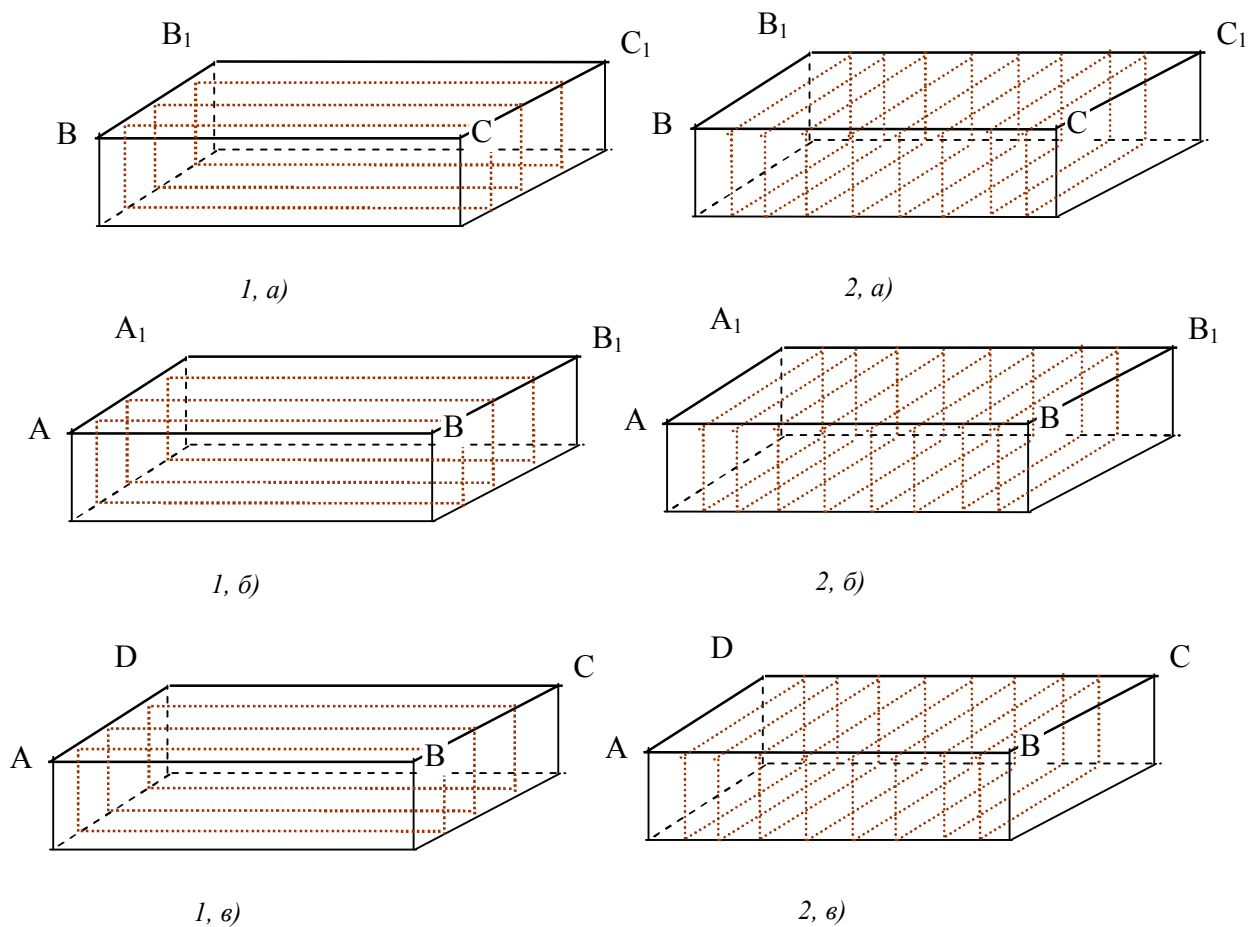 B₁ C₁ B₁ C₁
B C B C
1, а) 2, а)
A₁ B₁ A₁ B₁
A B A B
1, б) 2, б)
D C D C
A B A B
1, в) 2, в)